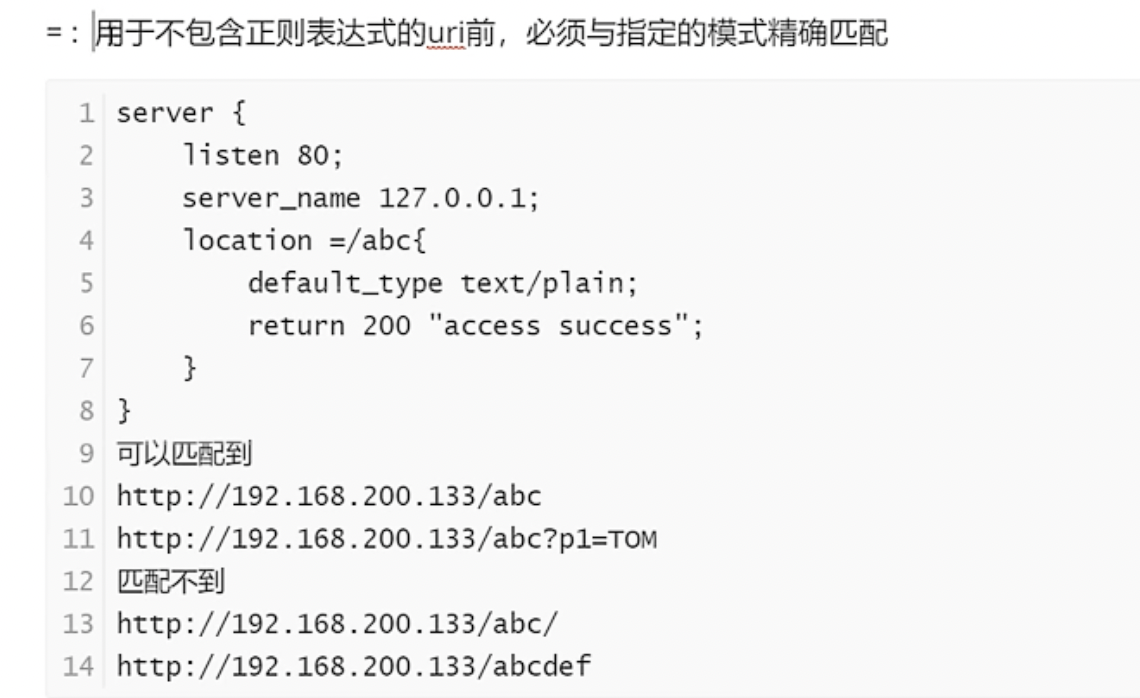 =：用于不包含正则表达式的uri前，必须与指定的模式精确匹配
1 server {
2     listen 80;
3     server_name 127.0.0.1;
4     location =/abc{
5         default_type text/plain;
6         return 200 "access success";
7     }
8 }
9 可以匹配到
10 http://192.168.200.133/abc
11 http://192.168.200.133/abc?p1=TOM
12 匹配不到
13 http://192.168.200.133/abc/
14 http://192.168.200.133/abcdef